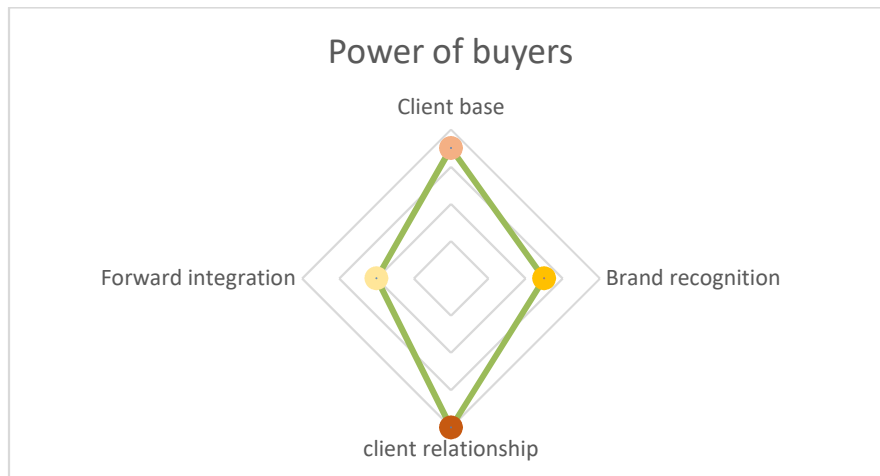 Power of buyers
Client base
Forward integration
Brand recognition
client relationship